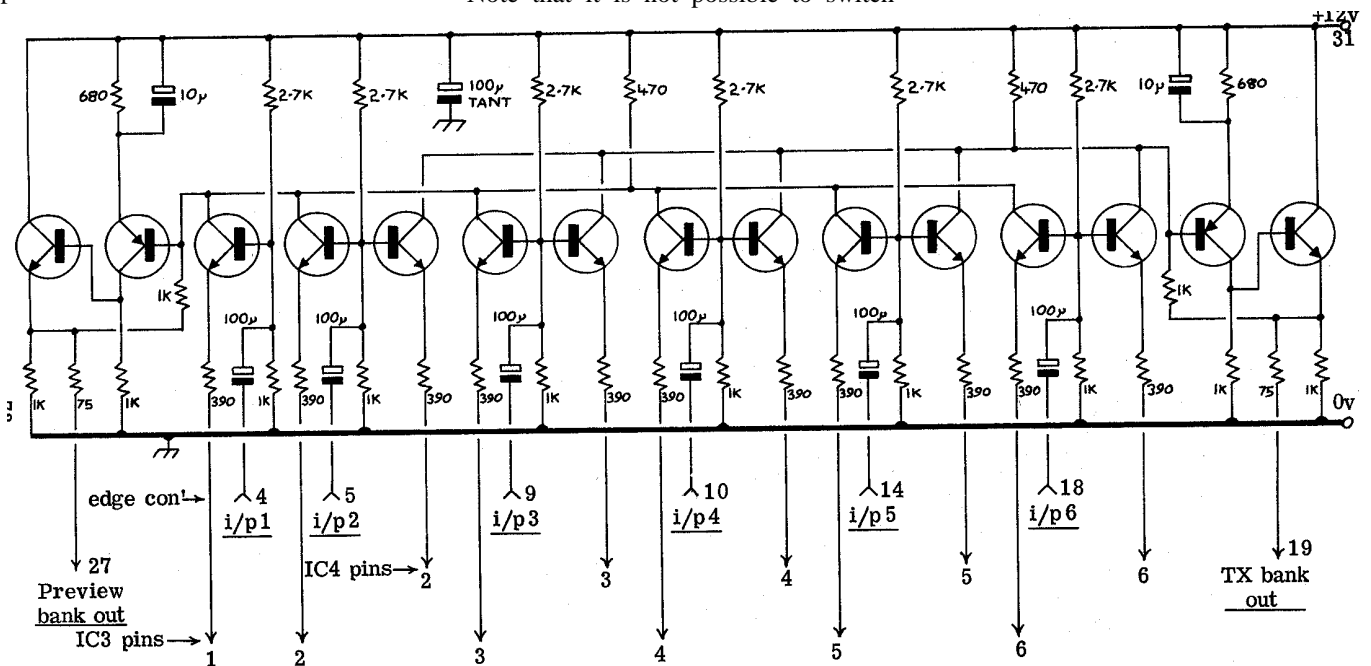 Note that it is not possible to switch
+12v
31
680
10μ
2·7K
2·7K
100μ
TANT
2·7K
470
2·7K
2·7K
470
2·7K
10μ
680
1K
1K
100μ
100μ
100μ
100μ
100μ
100μ
1K
75
1K
390
1K
390
1K
390
390
1K
390
390
1K
390
390
1K
390
390
1K
390
1K
75
1K
0v
edge con'
4
i/p1
5
i/p2
9
i/p3
10
i/p4
14
i/p5
18
i/p6
27
Preview
bank out
IC4 pins
2
3
4
5
6
19
TX bank
out
IC3 pins
1
2
3
4
5
6